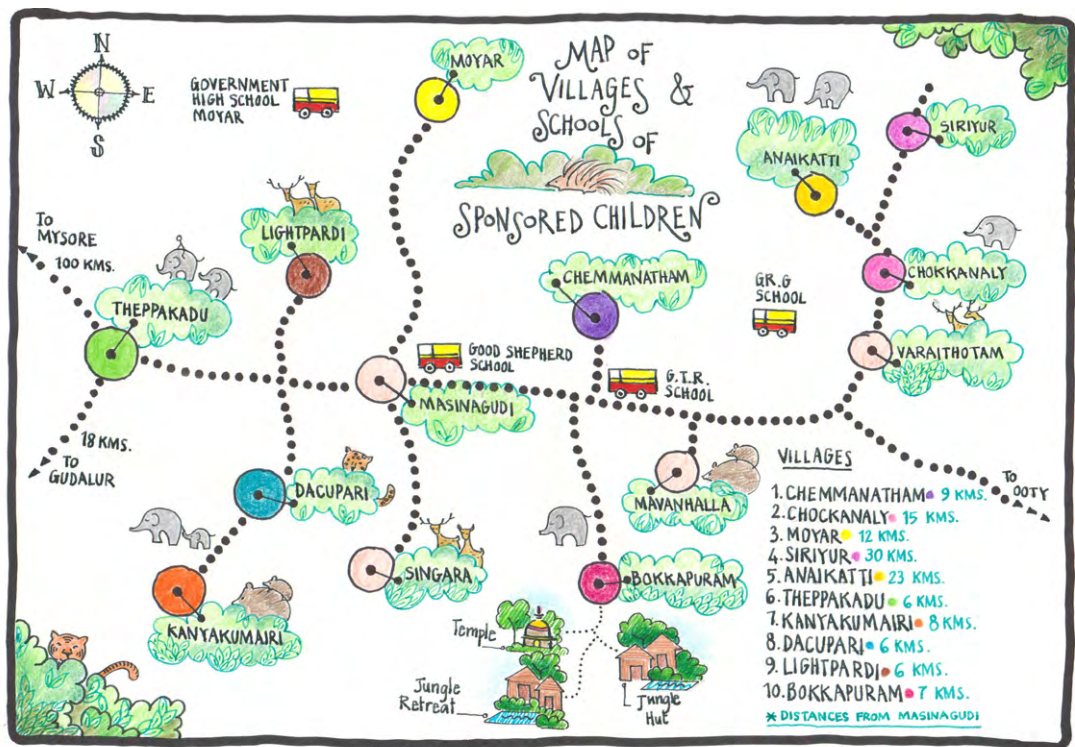 N
W
E
S
GOVERNMENT
HIGH SCHOOL
MOYAR
MOYAR
MAP OF
VILLAGES &
SCHOOLS
OF
SPONSORED CHILDREN
SIRIYUR
ANAIKATTI
LIGHTPARDI
TO
MYSORE
100 KMS.
THEPPAKADU
CHEMMANATHAM
CHOKKANALY
GR.G
SCHOOL
VARAITHOTAM
GOOD SHEPHERD
SCHOOL
G.T.R.
SCHOOL
MASINAGUDI
18 KMS.
TO
GUDALUR
DACUPARI
MAVANHALLA
TO
OOTY
SINGARA
BOKKAPURAM
KANYAKUMAIRI
Temple
Jungle
Retreat
Jungle
Hut
VILLAGES
1. CHEMMANATHAM 9 KMS.
2. CHOCKANALY 15 KMS.
3. MOYAR 12 KMS.
4. SIRIYUR 30 KMS.
5. ANAIKATTI 23 KMS.
6. THEPPAKADU 6 KMS.
7. KANYAKUMAIRI 8 KMS.
8. DACUPARI 6 KMS.
9. LIGHTPARDI 6 KMS.
10. BOKKAPURAM 7 KMS.
* DISTANCES FROM MASINAGUDI